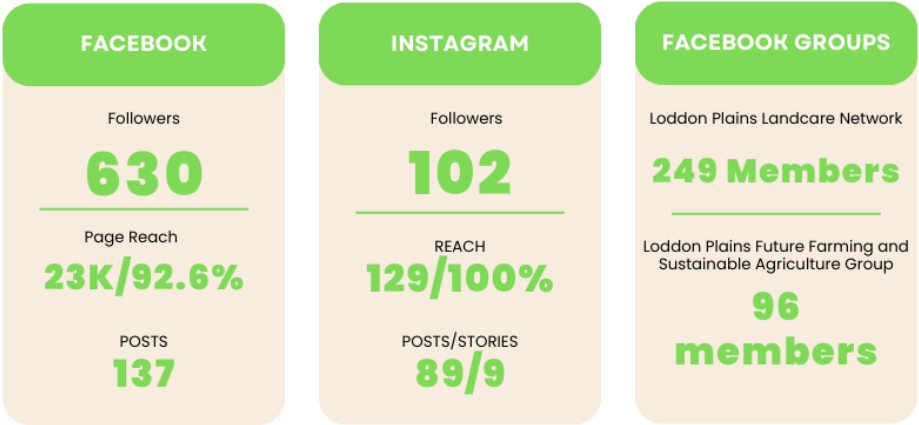 FACEBOOK
Followers
630
Page Reach
23K/92.6%
POSTS
137
INSTAGRAM
Followers
102
REACH
129/100%
POSTS/STORIES
89/9
FACEBOOK GROUPS
Loddon Plains Landcare Network
249 Members
Loddon Plains Future Farming and
Sustainable Agriculture Group
96
members